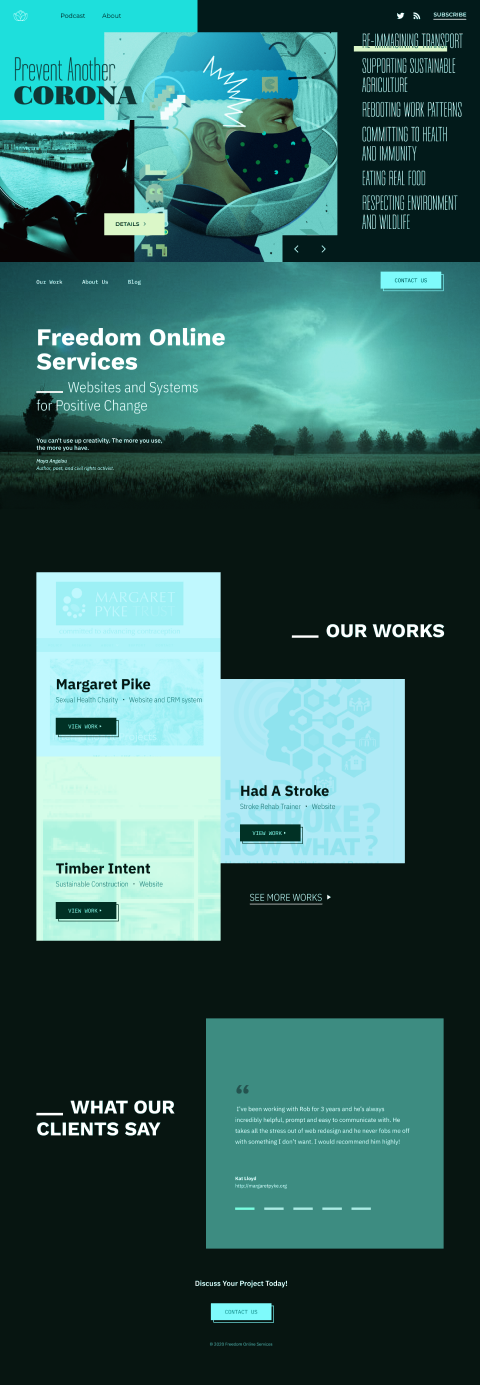 Podcast
About
SUBSCRIBE
Prevent Another
CORONA
DETAILS
RE-IMMAGINING TRANSPORT
SUPPORTING SUSTAINABLE
AGRICULTURE
REBOOTING WORK PATTERNS
COMMITTING TO HEALTH
AND IMMUNITY
EATING REAL FOOD
RESPECTING ENVIRONMENT
AND WILDLIFE
Our Work
About Us
Blog
CONTACT US
Freedom Online
Services
Websites and Systems
for Positive Change
You can't use up creativity. The more you use,
the more you have.
Maya Angelou
Author, poet, and civil rights activist.
OUR WORKS
MARGARET
PYKE TRUST
Margaret Pike
Sexual Health Charity • Website and CRM system
VIEW WORK
HAD
a STROKE?
NOW WHAT?
Had A Stroke
Stroke Rehab Trainer • Website
VIEW WORK
Timber Intent
Sustainable Construction • Website
VIEW WORK
SEE MORE WORKS
WHAT OUR
CLIENTS SAY
“
I've been working with Rob for 3 years and he's always
incredibly helpful, prompt and easy to communicate with. He
takes all the stress out of web redesign and he never fobs me off
with something I don't want. I would recommend him highly!
Kat Lloyd
http://margaretpyke.org
Discuss Your Project Today!
CONTACT US
© 2020 Freedom Online Services